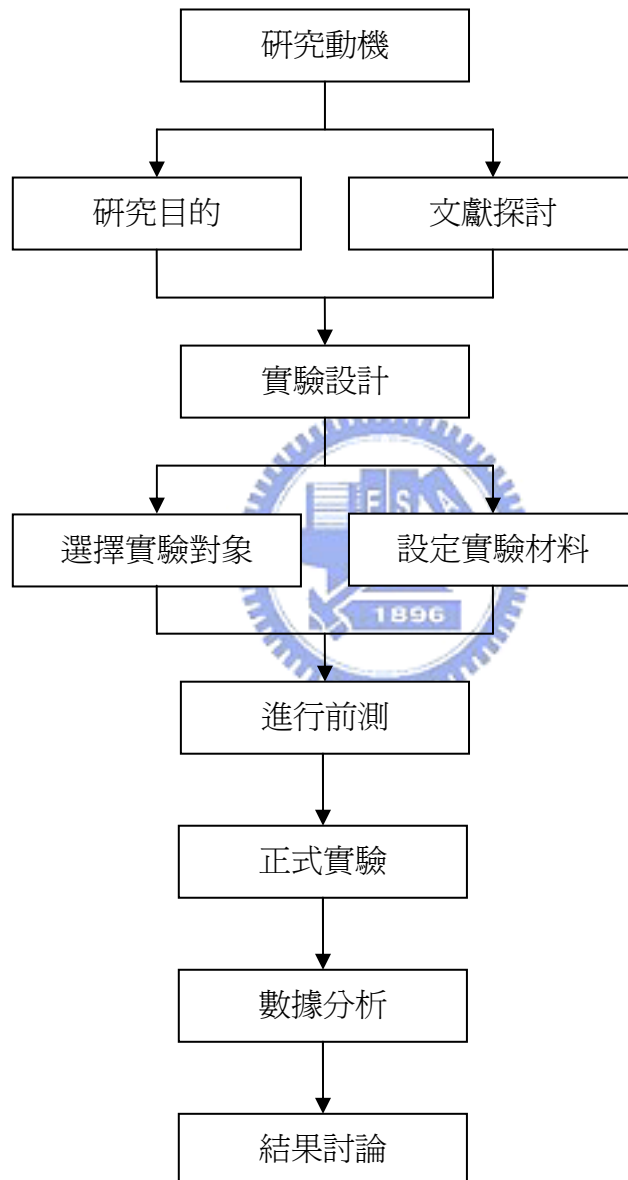 研究動機
研究目的
文獻探討
實驗設計
E S A
選擇實驗對象
設定實驗材料
1896
進行前測
正式實驗
數據分析
結果討論